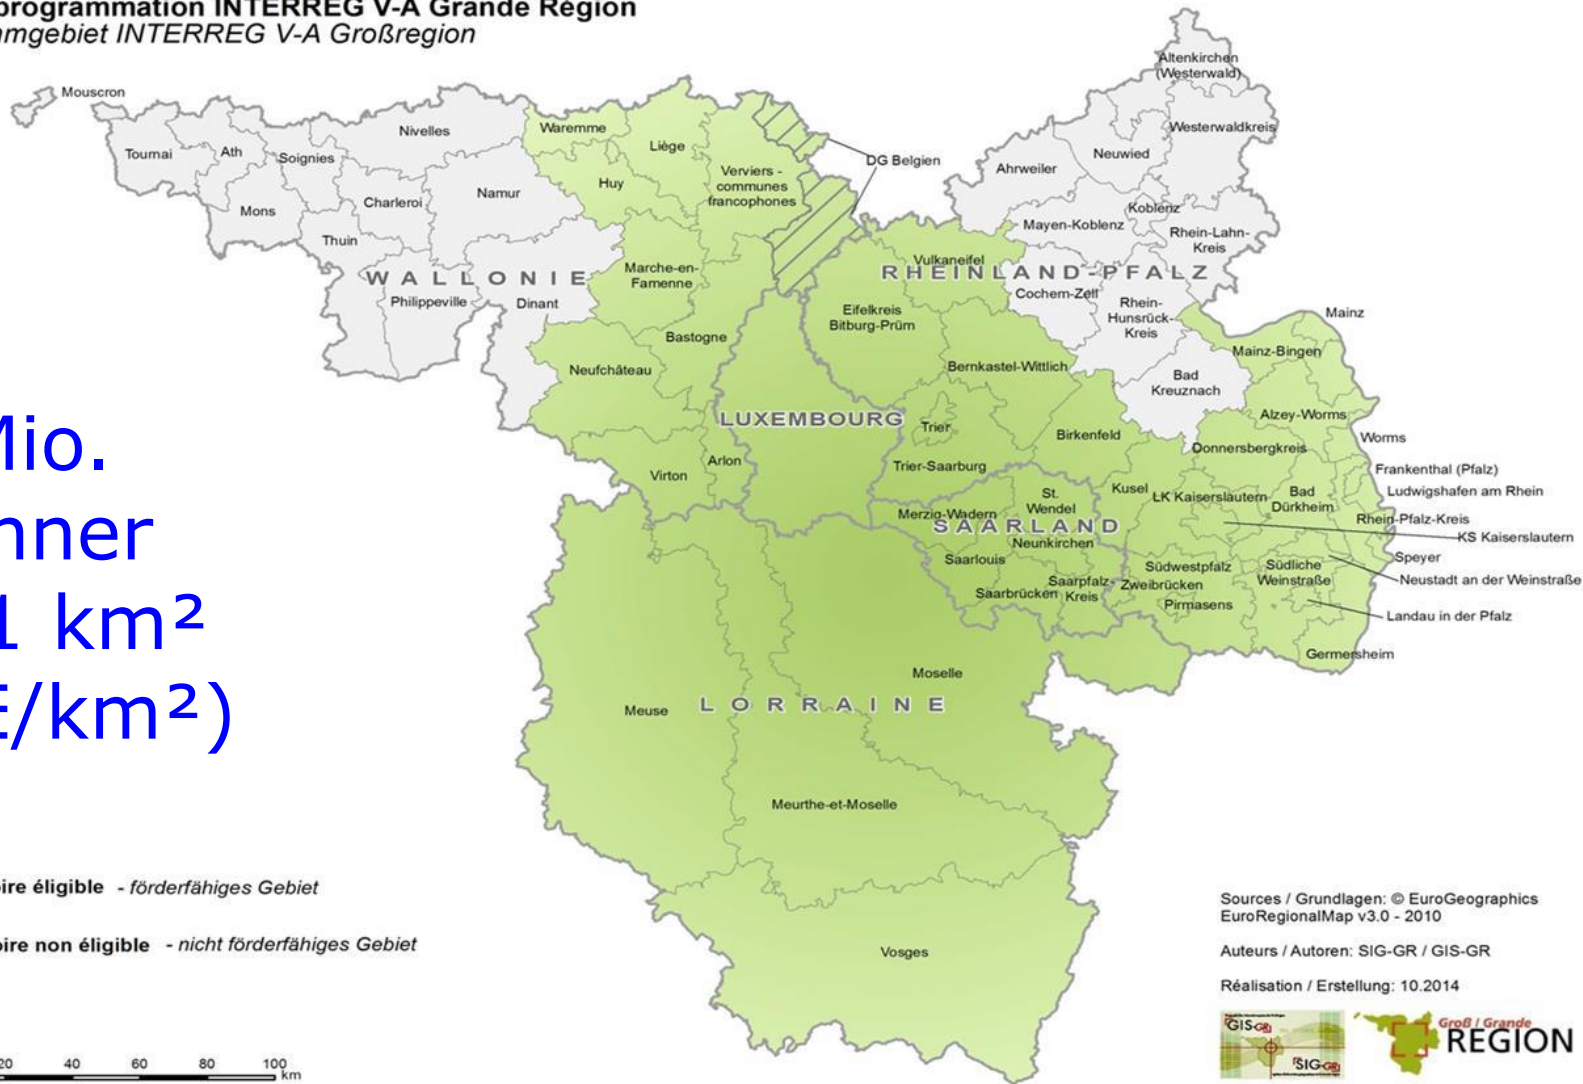 programmation INTERREG V-A Grande Région
mgebiet INTERREG V-A Großregion
Mouscron
Tournai
Ath
Soignies
Nivelles
Mons
Charleroi
Namur
Thuin
WALLONIE
Philippeville
Dinant
Waremme
Liège
Huy
Verviers -
communes
francophones
DG Belgien
Marche-en-
Famenne
Bastogne
Neufchâteau
Virton
Arlon
LUXEMBOURG
Altenkirchen
(Westerwald)
Westerwaldkreis
Neuwied
Ahrweiler
Koblenz
Mayen-Koblenz
Rhein-Lahn-
Kreis
Vulkaneifel
RHEINLAND-PFALZ
Cochem-Zell
Rhein-
Hunsrück-
Kreis
Eifelkreis
Bitburg-Prüm
Bernkastel-Wittlich
Bad
Kreuznach
Mainz
Mainz-Bingen
Alzey-Worms
Trier
Birkenfeld
Trier-Saarburg
Donnersbergkreis
Worms
Frankenthal (Pfalz)
Ludwigshafen am Rhein
Rhein-Pfalz-Kreis
KS Kaiserslautern
Speyer
Neustadt an der Weinstraße
Landau in der Pfalz
Germersheim
Kusel
LK Kaiserslautern
Bad
Dürkheim
St.
Wendel
Merzig-Wadern
SAARLAND
Neunkirchen
Saarlouis
Saarbrücken
Saarpfalz-
Kreis
Südwestpfalz
Zweibrücken
Pirmasens
Südliche
Weinstraße
Moselle
Meuse
LORRAINE
Meurthe-et-Moselle
Vosges
Mio.
nner
1 km²
E/km²)
ire éligible - förderfähiges Gebiet
ire non éligible - nicht förderfähiges Gebiet
20 40 60 80 100
km
Sources / Grundlagen: © EuroGeographics
EuroRegionalMap v3.0 - 2010
Auteurs / Autoren: SIG-GR / GIS-GR
Réalisation / Erstellung: 10.2014
GIS-GR
SIG-GR
Groß / Grande
REGION